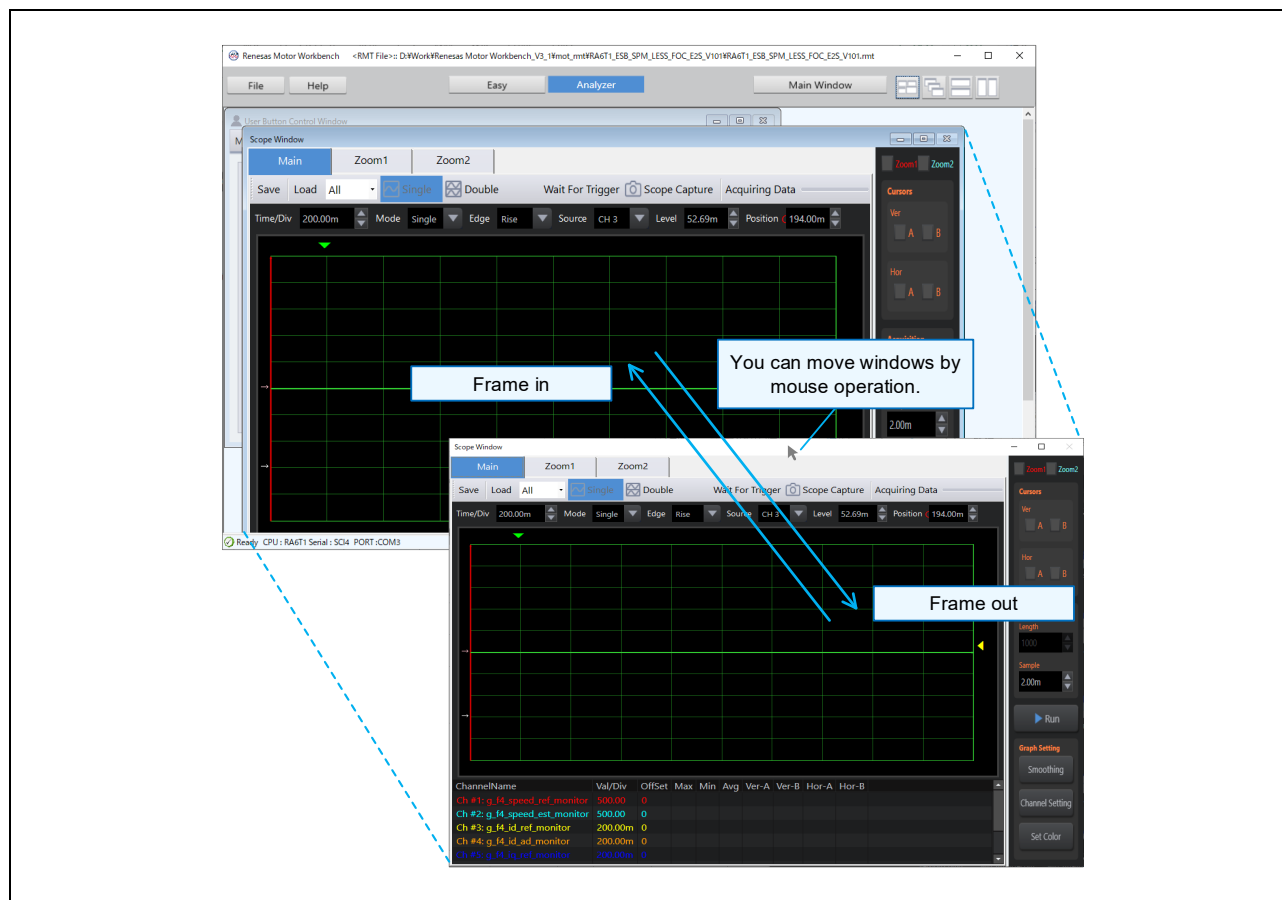 Renesas Motor Workbench <RMT File>:: D:¥Work¥Renesas Motor Workbench_V3_1¥mot_rmt¥RA6T1_ESB_SPM_LESS_FOC_E2S_V101¥RA6T1_ESB_SPM_LESS_FOC_E2S_V101.rmt
File Help Easy Analyzer Main Window
User Button Control Window
Scope Window
Main Zoom1 Zoom2
Zoom1 Zoom2
Save Load All Single Double Wait For Trigger Scope Capture Acquiring Data
Cursors
Time/Div 200.00m Mode Single Edge Rise Source CH 3 Level 52.69m Position 194.00m
Ver
A B
Hor
A B
Acquisition
You can move windows by
mouse operation.
Frame in
2.00m
Scope Window
Main Zoom1 Zoom2
Zoom1 Zoom2
Save Load All Single Double Wait For Trigger Scope Capture Acquiring Data
Cursors
Time/Div 200.00m Mode Single Edge Rise Source CH 3 Level 52.69m Position 194.00m
Ver
A B
Ready CPU : RA6T1 Serial : SCI4 PORT :COM3
Hor
A B
Frame out
Length
1000
Sample
2.00m
Run
Graph Setting
Smoothing
Channel Setting
Set Color
ChannelName Val/Div OffSet Max Min Avg Ver-A Ver-B Hor-A Hor-B
Ch #1: g_f4_speed_ref_monitor 500.00 0
Ch #2: g_f4_speed_est_monitor 500.00 0
Ch #3: g_f4_id_ref_monitor 200.00m 0
Ch #4: g_f4_id_ad_monitor 200.00m 0